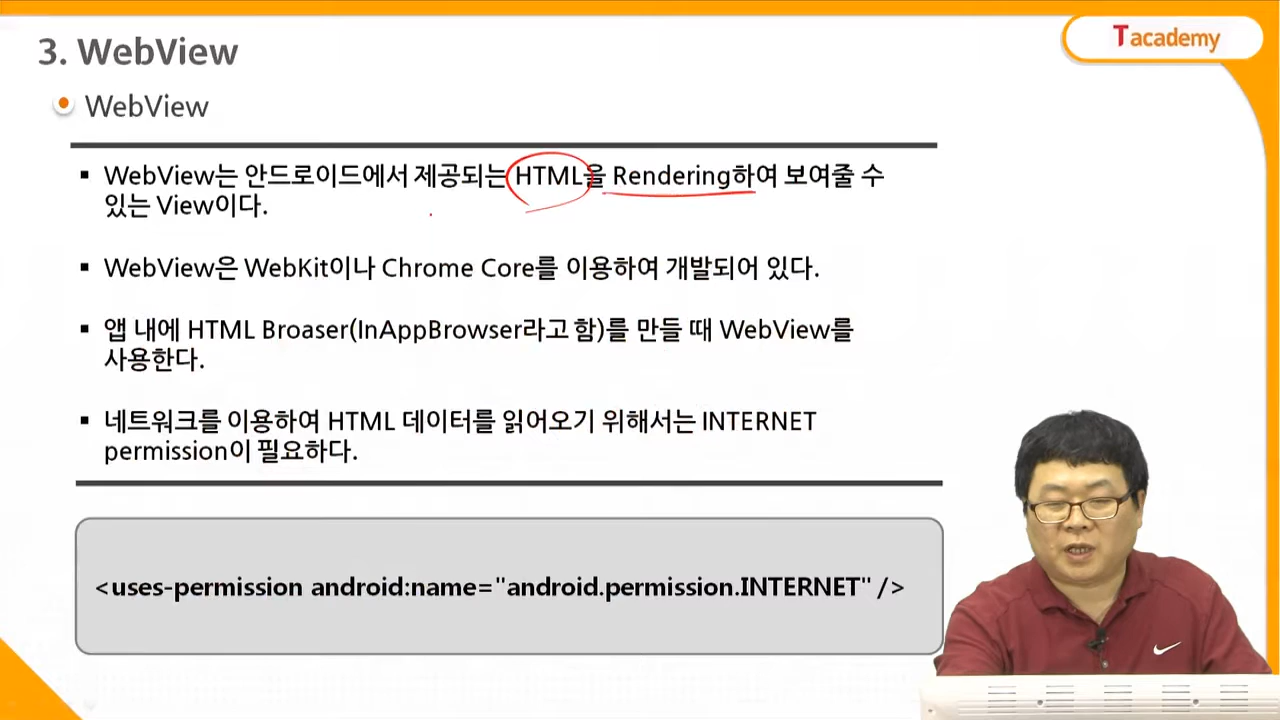 3. WebView
Tacademy
WebView
WebView는 안드로이드에서 제공되는 HTML을 Rendering하여 보여줄 수
있는 View이다.
WebView은 WebKit이나 Chrome Core를 이용하여 개발되어 있다.
앱 내에 HTML Broaser(InAppBrowser라고 함)를 만들 때 WebView를
사용한다.
네트워크를 이용하여 HTML 데이터를 읽어오기 위해서는 INTERNET
permission이 필요하다.
<uses-permission android:name="android.permission.INTERNET" />